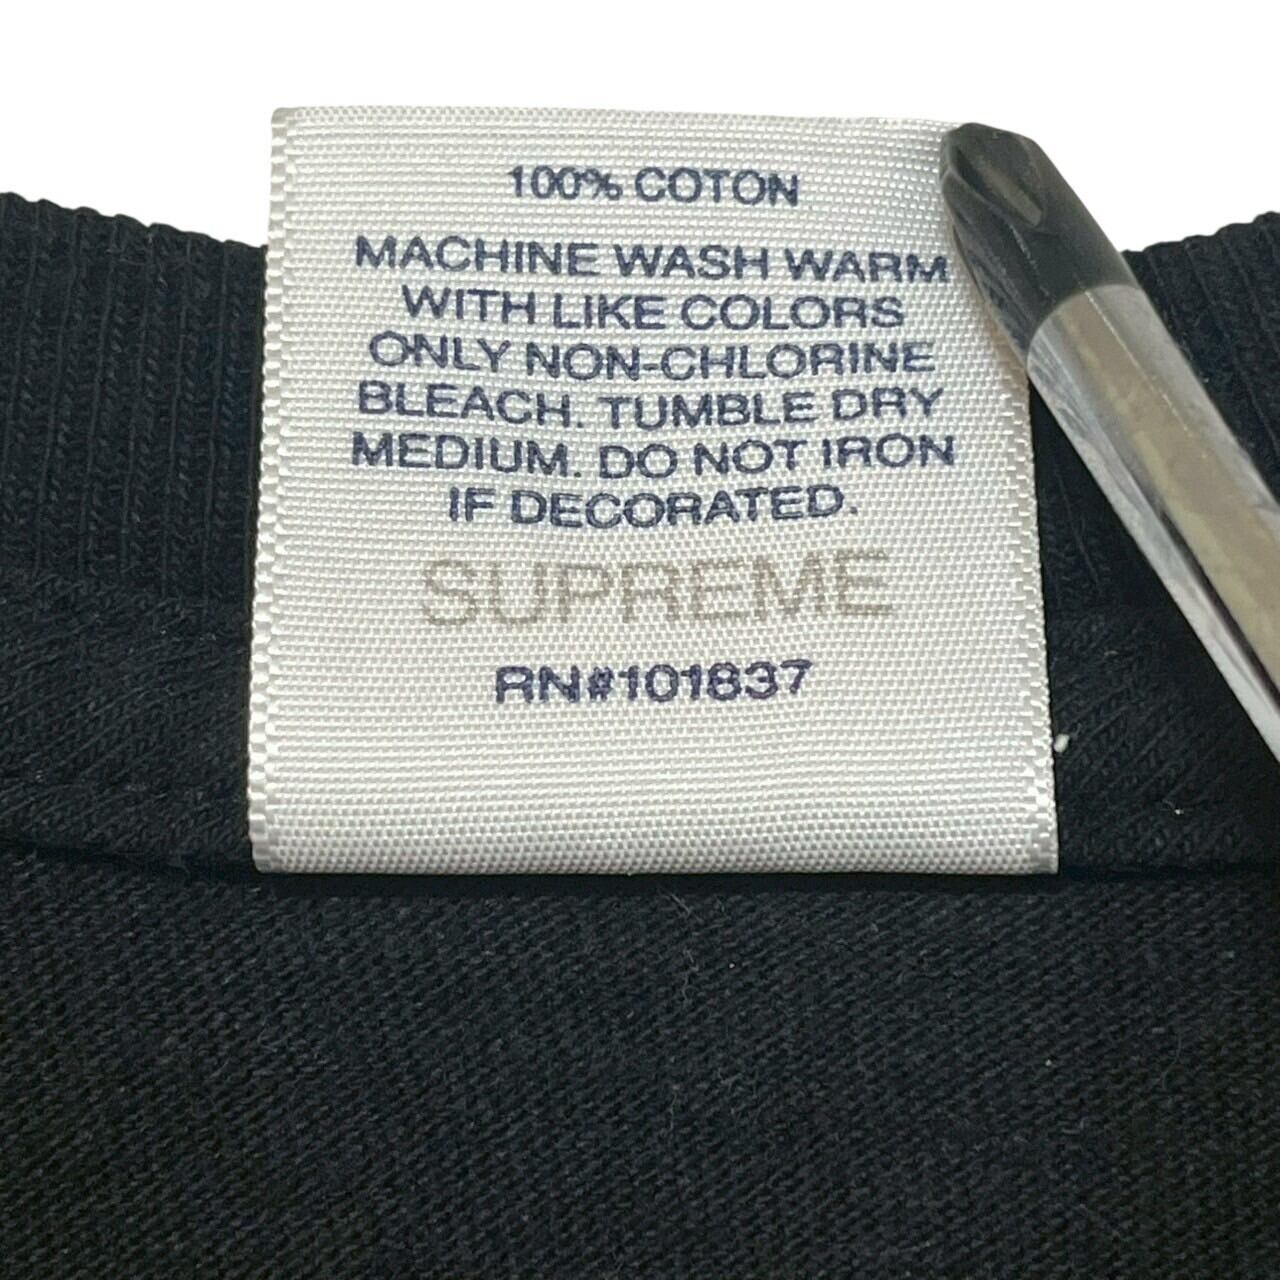 100% COTON
MACHINE WASH WARM
WITH LIKE COLORS
ONLY NON-CHLORINE
BLEACH. TUMBLE DRY
MEDIUM. DO NOT IRON
IF DECORATED.
SUPREME
RN#101837